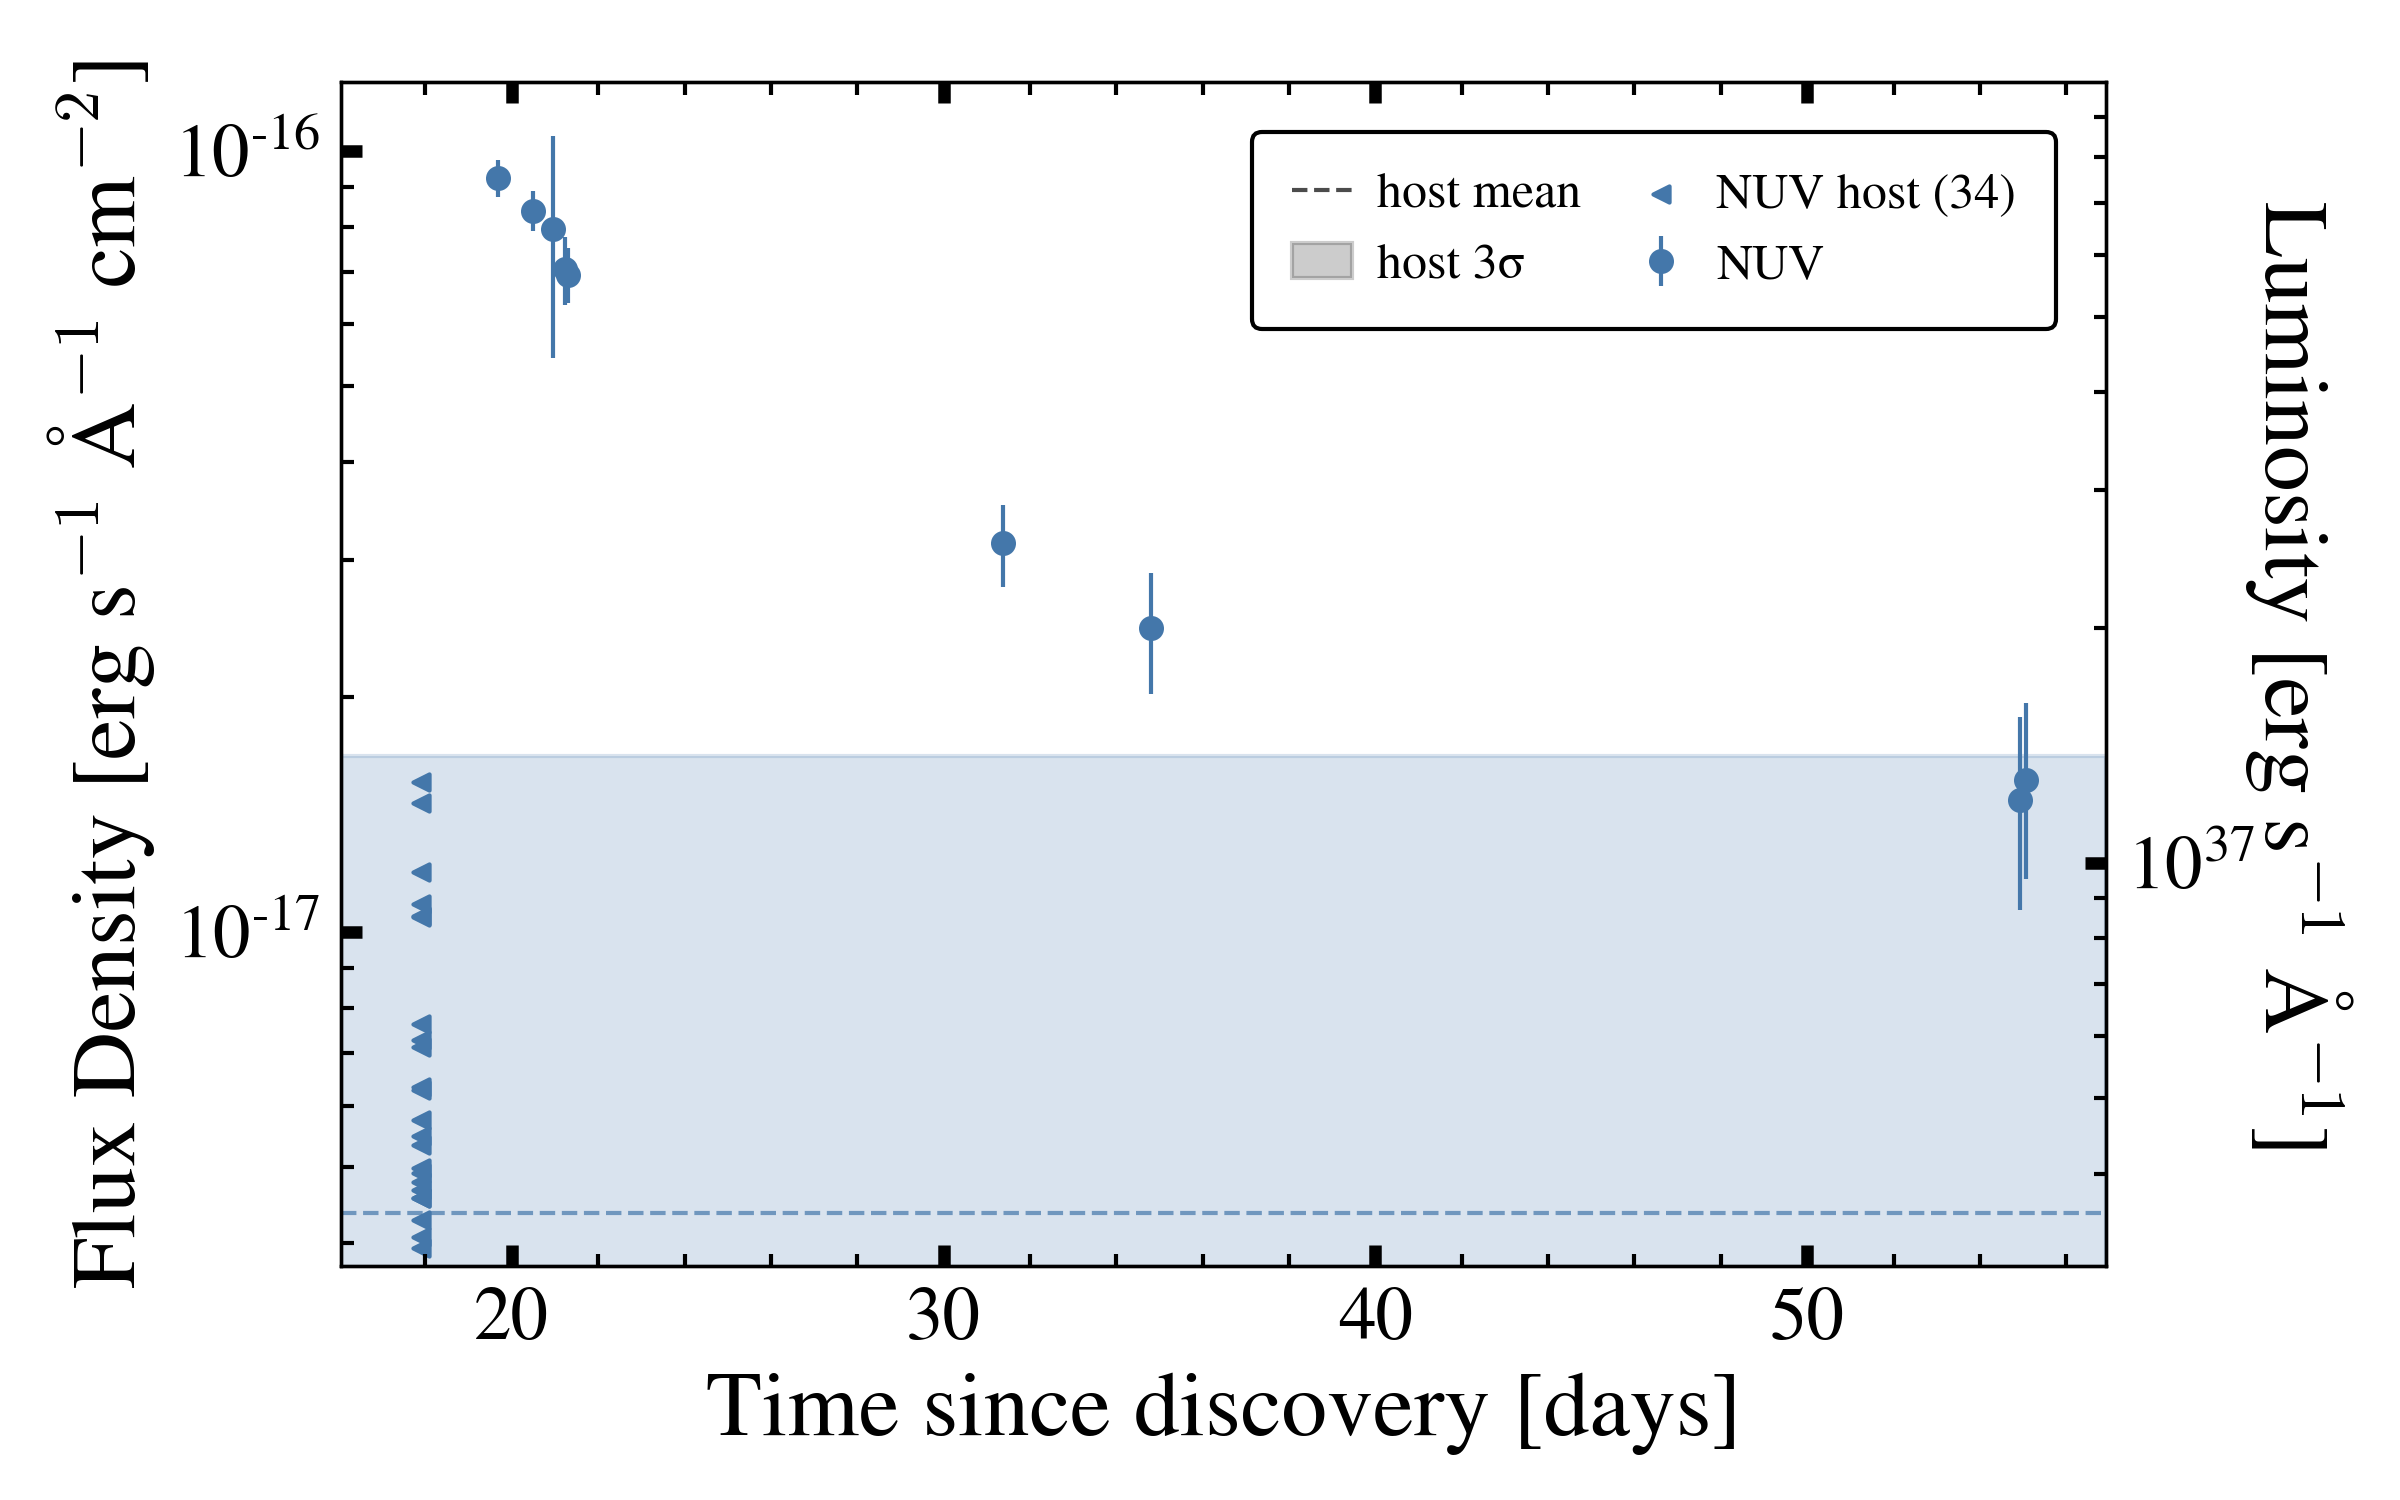 Flux Density [erg s⁻¹ Å⁻¹ cm⁻²]
10⁻¹⁶
10⁻¹⁷
host mean
host 3σ
NUV host (34)
NUV
10³⁷
Luminosity [erg s⁻¹ Å⁻¹]
20 30 40 50
Time since discovery [days]